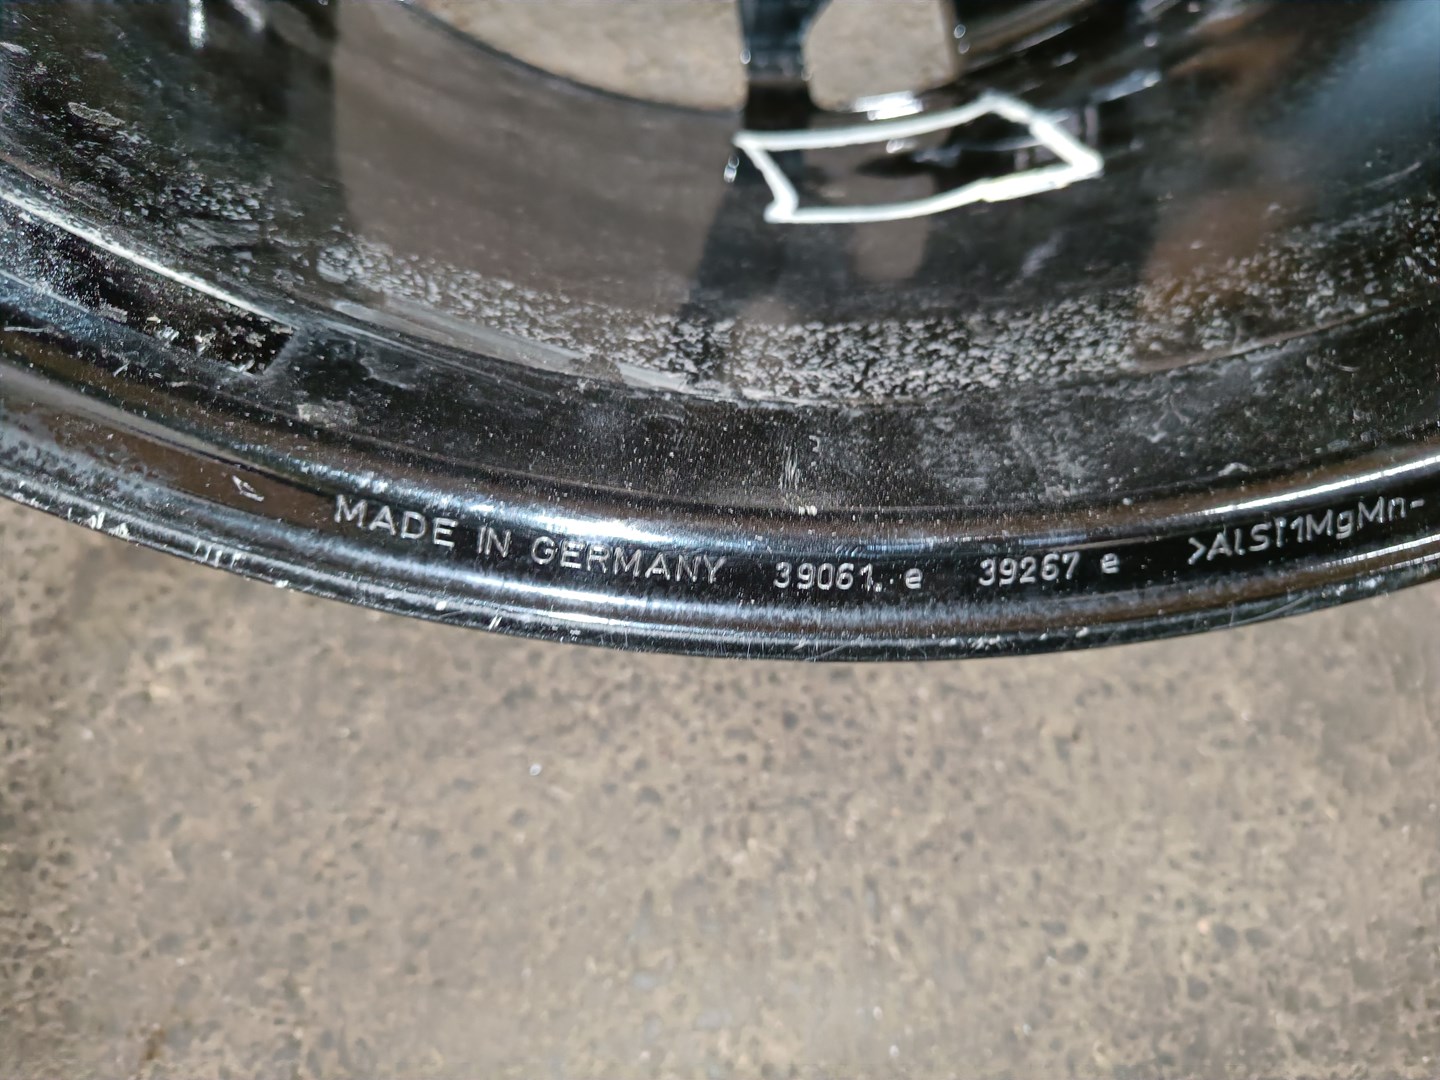 MADE IN GERMANY 39061. e 39267 e >AlSi1MgMn-